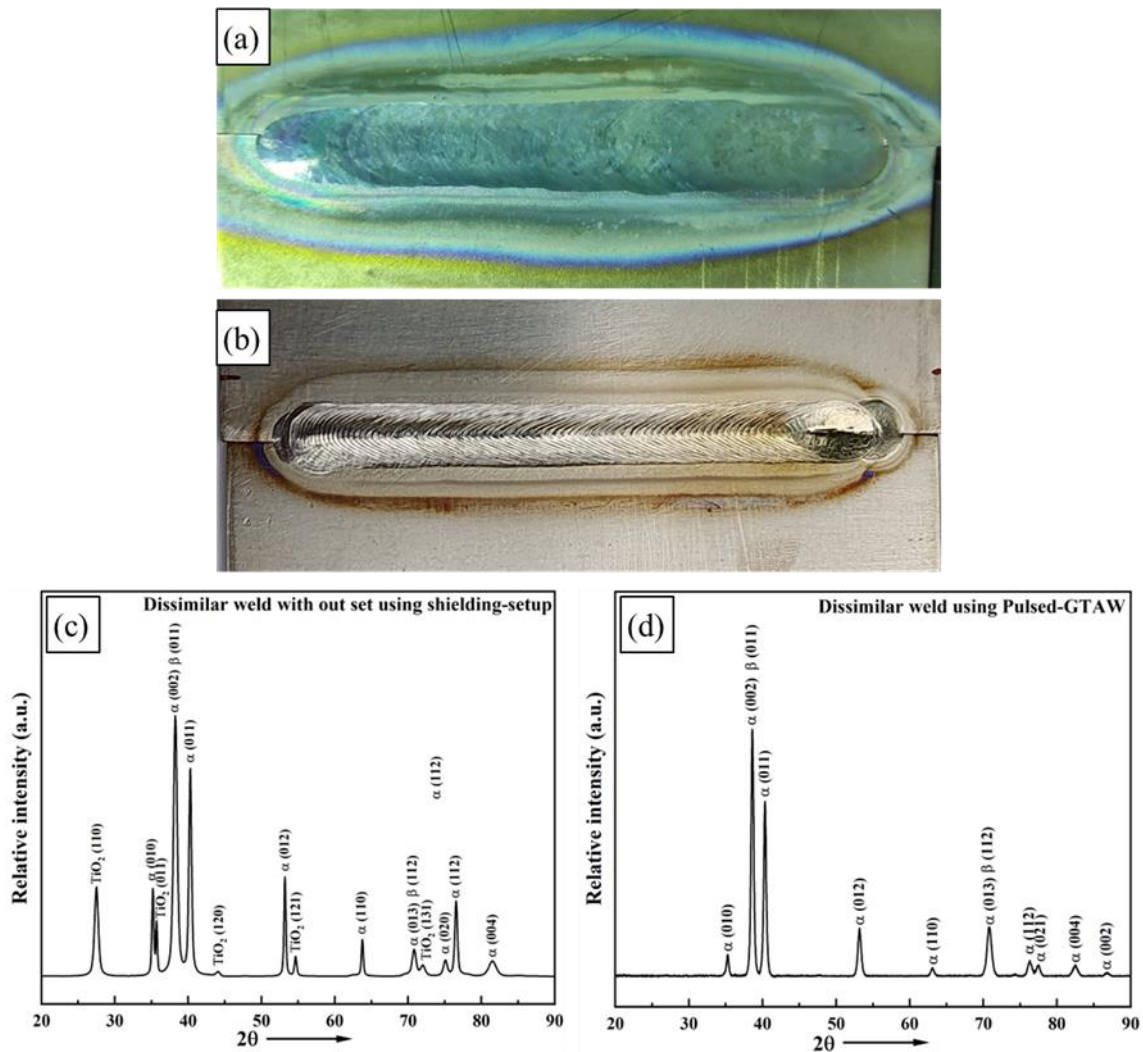 (a)
(b)
(c)
Dissimilar weld with out set using shielding-setup
Relative intensity (a.u.)
TiO₂ (110)
α (010)
TiO₂ (011)
α (002) β (011)
α (011)
TiO₂ (120)
α (012)
TiO₂ (121)
α (110)
α (013) β (112)
TiO₂ (131)
α (112)
α (020)
α (112)
α (004)
20 30 40 50 60 70 80 90
2θ
(d)
Dissimilar weld using Pulsed-GTAW
Relative intensity (a.u.)
α (010)
α (002) β (011)
α (011)
α (012)
α (110)
α (013) β (112)
α (112)
α (021)
α (004)
α (002)
20 30 40 50 60 70 80 90
2θ